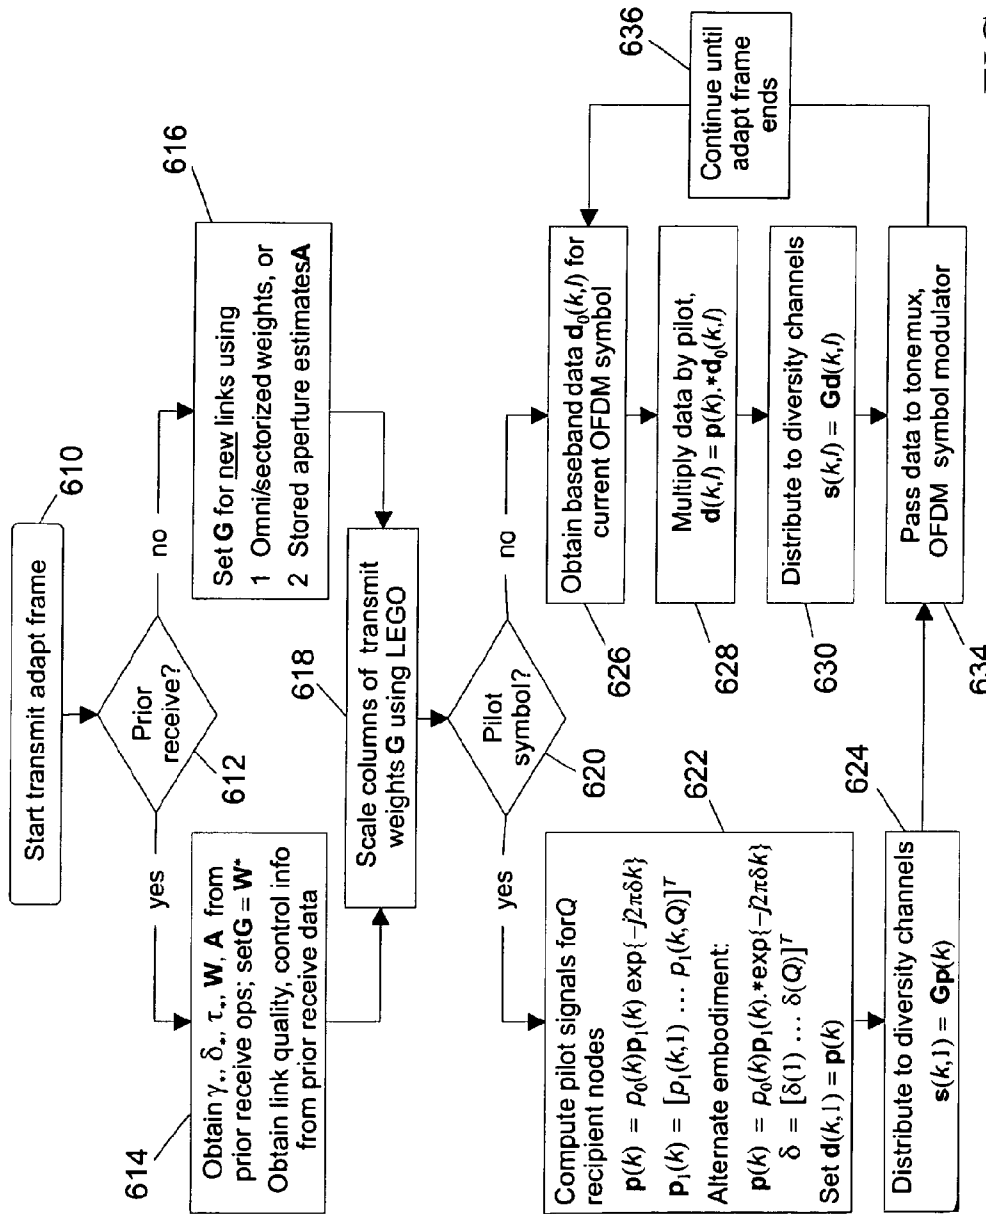 Start transmit adapt frame
610
Prior
receive?
612
yes
no
614
Obtain γ*, δ*, τ*, W, A from
prior receive ops; setG = W*
Obtain link quality, control info
from prior receive data
616
Set G for new links using
1 Omni/sectorized weights, or
2 Stored aperture estimatesA
618
Scale columns of transmit
weights G using LEGO
Pilot
symbol?
620
yes
no
622
Compute pilot signals forQ
recipient nodes
p(k) = p₀(k)p₁(k) exp{-j2πδk}
p₁(k) = [p₁(k,1) … p₁(k,Q)]ᵀ
Alternate embodiment:
p(k) = p₀(k)p₁(k).*exp{-j2πδk}
δ = [δ(1) … δ(Q)]ᵀ
Set d(k,1) = p(k)
624
Distribute to diversity channels
s(k,1) = Gp(k)
626
Obtain baseband data d₀(k,l) for
current OFDM symbol
628
Multiply data by pilot,
d(k,l) = p(k).*d₀(k,l)
630
Distribute to diversity channels
s(k,l) = Gd(k,l)
634
Pass data to tonemux,
OFDM symbol modulator
636
Continue until
adapt frame
ends